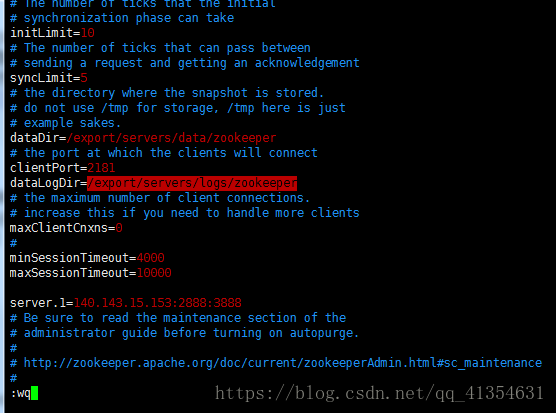 # The number of ticks that the initial
# synchronization phase can take
initLimit=10
# The number of ticks that can pass between
# sending a request and getting an acknowledgement
syncLimit=5
# the directory where the snapshot is stored.
# do not use /tmp for storage, /tmp here is just
# example sakes.
dataDir=/export/servers/data/zookeeper
# the port at which the clients will connect
clientPort=2181
dataLogDir=/export/servers/logs/zookeeper
# the maximum number of client connections.
# increase this if you need to handle more clients
maxClientCnxns=0
#
minSessionTimeout=4000
maxSessionTimeout=10000
server.1=140.143.15.153:2888:3888
# Be sure to read the maintenance section of the
# administrator guide before turning on autopurge.
#
# http://zookeeper.apache.org/doc/current/zookeeperAdmin.html#sc_maintenance
#
:wq
https://blog.csdn.net/qq_41354631